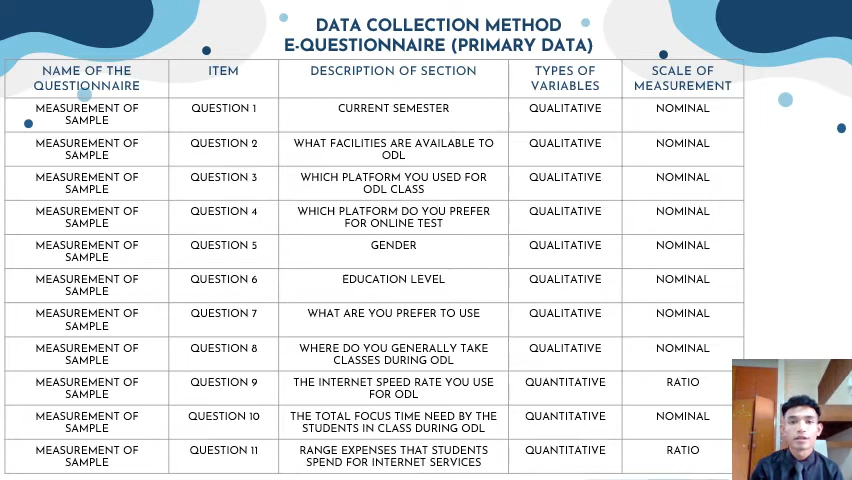 DATA COLLECTION METHOD
E-QUESTIONNAIRE (PRIMARY DATA)
NAME OF THE QUESTIONNAIRE ITEM DESCRIPTION OF SECTION TYPES OF VARIABLES SCALE OF MEASUREMENT
MEASUREMENT OF SAMPLE QUESTION 1 CURRENT SEMESTER QUALITATIVE NOMINAL
MEASUREMENT OF SAMPLE QUESTION 2 WHAT FACILITIES ARE AVAILABLE TO ODL QUALITATIVE NOMINAL
MEASUREMENT OF SAMPLE QUESTION 3 WHICH PLATFORM YOU USED FOR ODL CLASS QUALITATIVE NOMINAL
MEASUREMENT OF SAMPLE QUESTION 4 WHICH PLATFORM DO YOU PREFER FOR ONLINE TEST QUALITATIVE NOMINAL
MEASUREMENT OF SAMPLE QUESTION 5 GENDER QUALITATIVE NOMINAL
MEASUREMENT OF SAMPLE QUESTION 6 EDUCATION LEVEL QUALITATIVE NOMINAL
MEASUREMENT OF SAMPLE QUESTION 7 WHAT ARE YOU PREFER TO USE QUALITATIVE NOMINAL
MEASUREMENT OF SAMPLE QUESTION 8 WHERE DO YOU GENERALLY TAKE CLASSES DURING ODL QUALITATIVE NOMINAL
MEASUREMENT OF SAMPLE QUESTION 9 THE INTERNET SPEED RATE YOU USE FOR ODL QUANTITATIVE RATIO
MEASUREMENT OF SAMPLE QUESTION 10 THE TOTAL FOCUS TIME NEED BY THE STUDENTS IN CLASS DURING ODL QUANTITATIVE NOMINAL
MEASUREMENT OF SAMPLE QUESTION 11 RANGE EXPENSES THAT STUDENTS SPEND FOR INTERNET SERVICES QUANTITATIVE RATIO